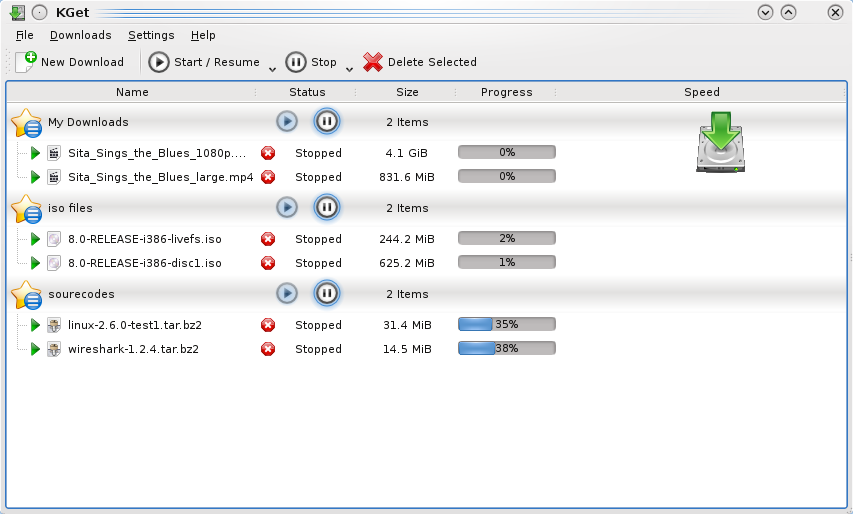 KGet
File Downloads Settings Help
New Download Start / Resume Stop Delete Selected
Name Status Size Progress Speed
My Downloads 2 Items
Sita_Sings_the_Blues_1080p.... Stopped 4.1 GiB 0%
Sita_Sings_the_Blues_large.mp4 Stopped 831.6 MiB 0%
iso files 2 Items
8.0-RELEASE-i386-livefs.iso Stopped 244.2 MiB 2%
8.0-RELEASE-i386-disc1.iso Stopped 625.2 MiB 1%
sourecodes 2 Items
linux-2.6.0-test1.tar.bz2 Stopped 31.4 MiB 35%
wireshark-1.2.4.tar.bz2 Stopped 14.5 MiB 38%